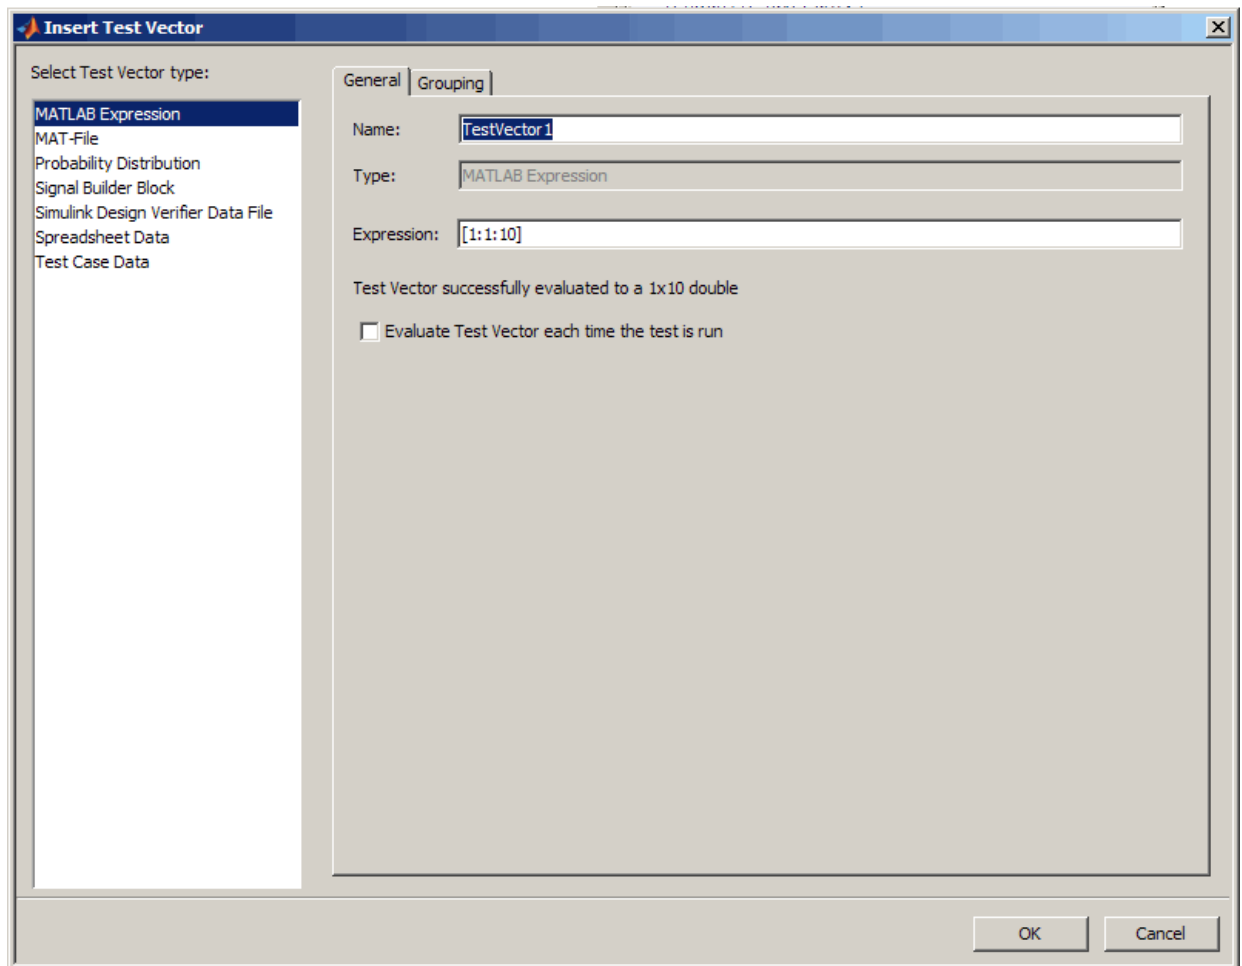 Insert Test Vector
Select Test Vector type:
MATLAB Expression
MAT-File
Probability Distribution
Signal Builder Block
Simulink Design Verifier Data File
Spreadsheet Data
Test Case Data
General
Grouping
Name: TestVector1
Type: MATLAB Expression
Expression: [1:1:10]
Test Vector successfully evaluated to a 1x10 double
Evaluate Test Vector each time the test is run
OK
Cancel